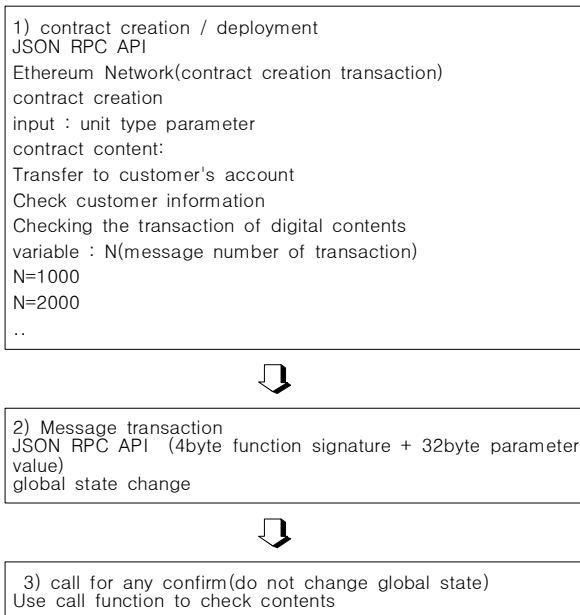 1) contract creation / deployment
JSON RPC API
Ethereum Network(contract creation transaction)
contract creation
input : unit type parameter
contract content:
Transfer to customer's account
Check customer information
Checking the transaction of digital contents
variable : N(message number of transaction)
N=1000
N=2000
..
2) Message transaction
JSON RPC API (4byte function signature + 32byte parameter
value)
global state change
3) call for any confirm(do not change global state)
Use call function to check contents